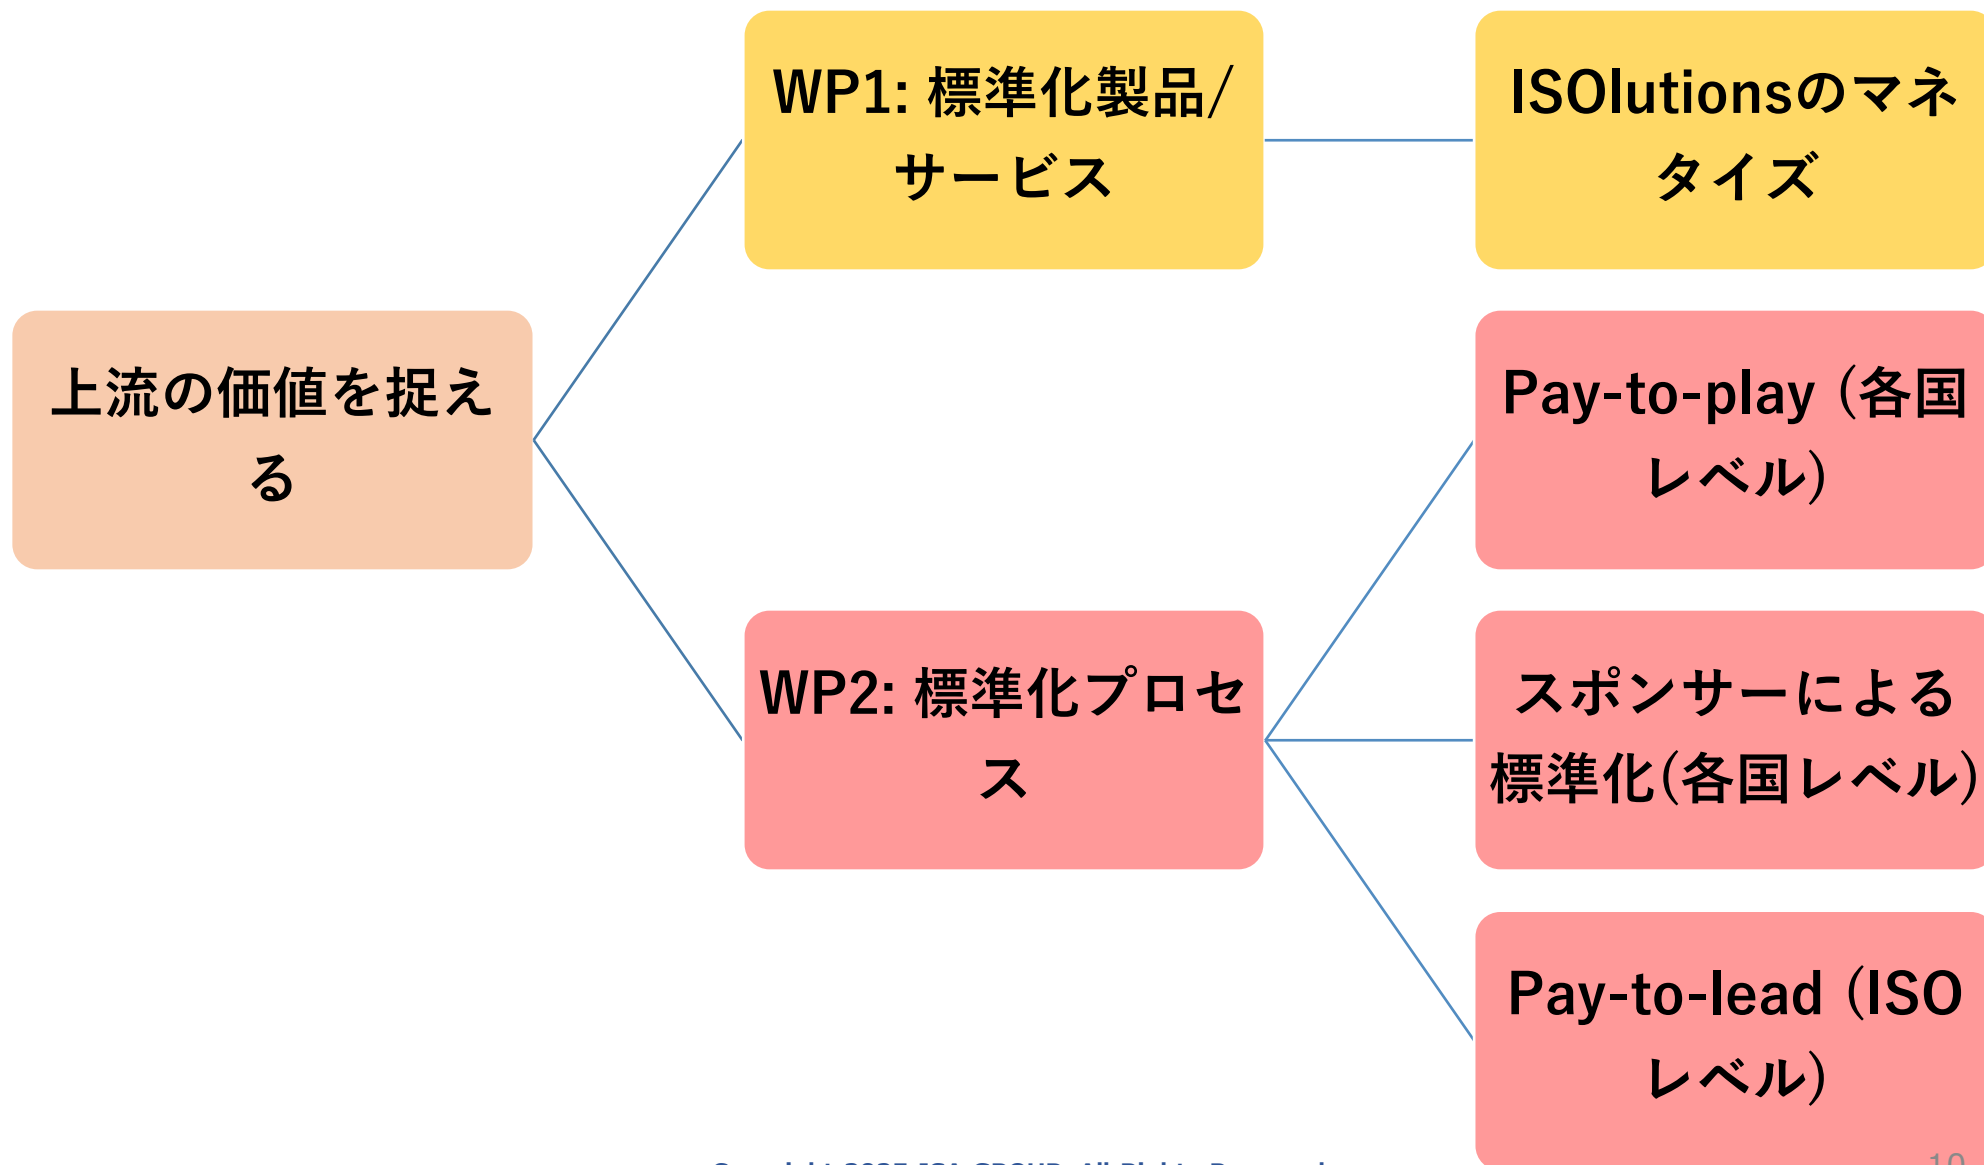 WP1: 標準化製品/
サービス
ISOlutionsのマネ
タイズ
上流の価値を捉え
る
Pay-to-play (各国
レベル)
WP2: 標準化プロセ
ス
スポンサーによる
標準化(各国レベル)
Pay-to-lead (ISO
レベル)